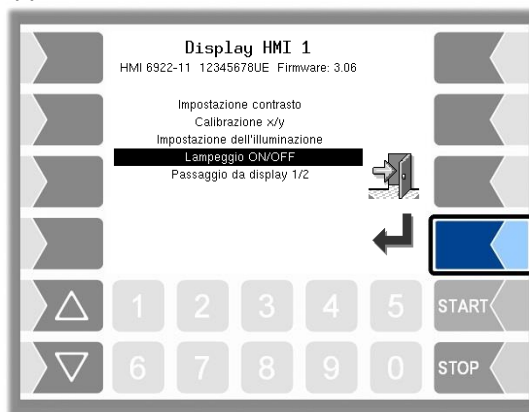 Display HMI 1
HMI 6922-11 12345678UE Firmware: 3.06
Impostazione contrasto
Calibrazione x/y
Impostazione dell'illuminazione
Lampeggio ON/OFF
Passaggio da display 1/2
1 2 3 4 5 START
6 7 8 9 0 STOP